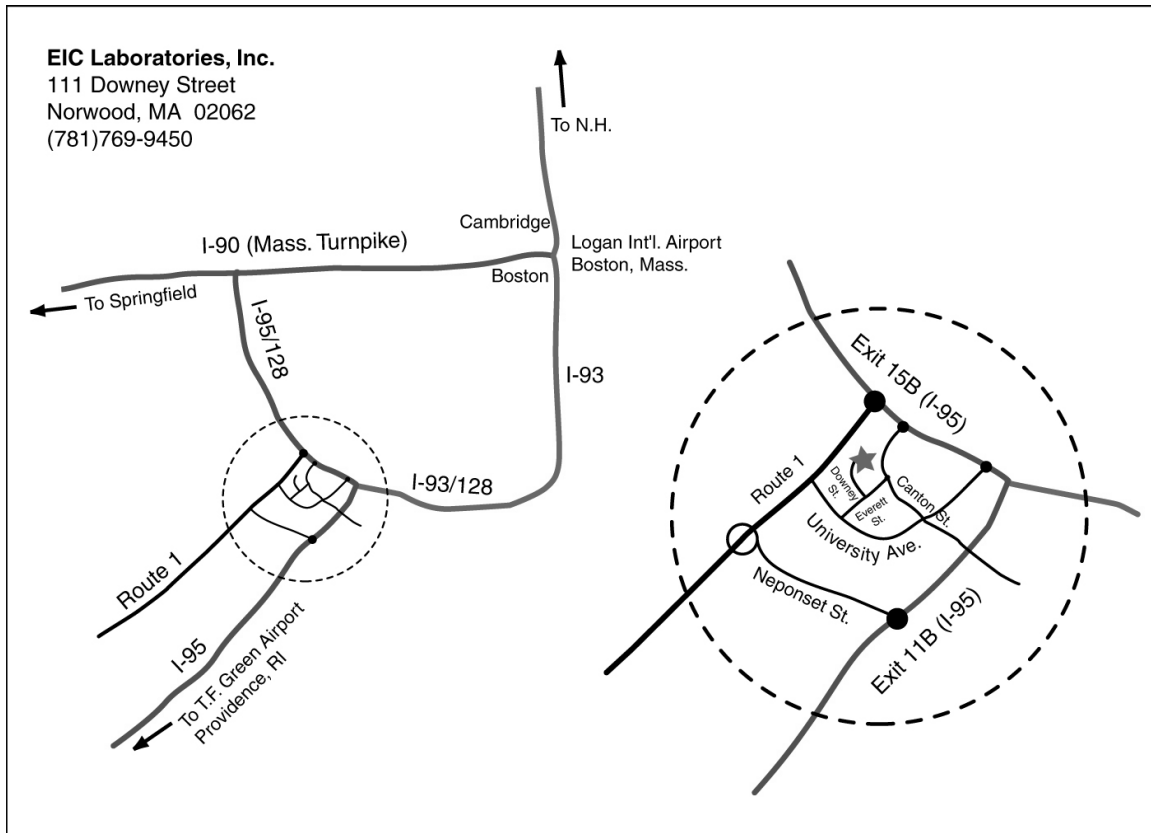 EIC Laboratories, Inc.
111 Downey Street
Norwood, MA  02062
(781)769-9450
To N.H.
Cambridge
I-90 (Mass. Turnpike)
Logan Int'l. Airport
Boston, Mass.
Boston
To Springfield
I-95/128
I-93
I-93/128
Route 1
I-95
To T.F. Green Airport
Providence, RI
Exit 15B (I-95)
Route 1
Downey
St.
Everett
St.
Canton St.
University Ave.
Neponset St.
Exit 11B (I-95)